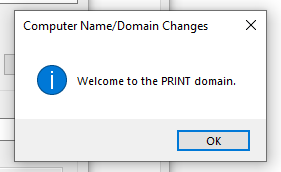 Computer Name/Domain Changes
Welcome to the PRINT domain.
OK